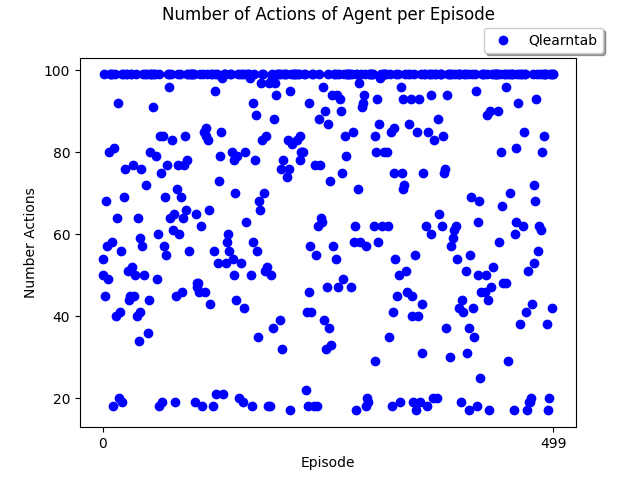 Number of Actions of Agent per Episode
Qlearntab
100
80
60
40
20
Number Actions
0
499
Episode